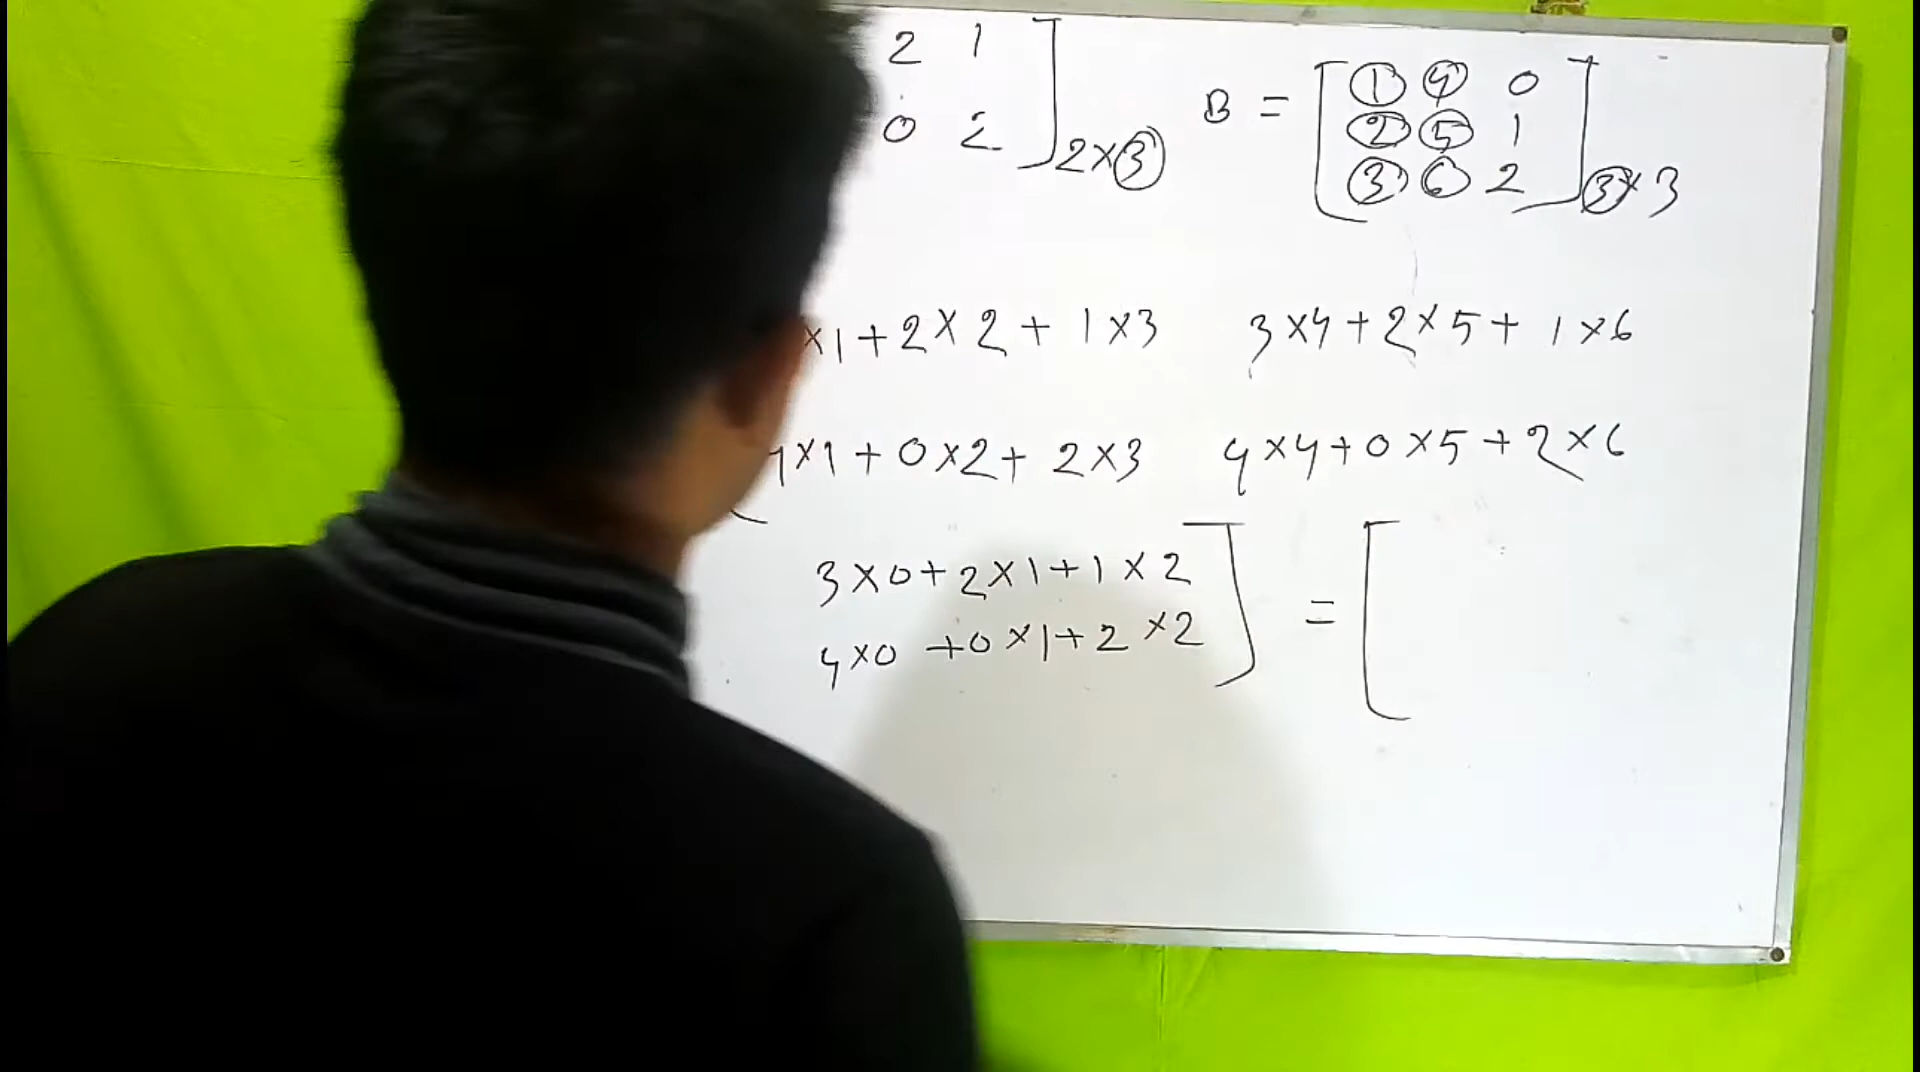 2 1
0 2 ] 2×3
B = [ 1 4 0
2 5 1
3 6 2 ] 3×3
×1+2×2+1×3 3×4+2×5+1×6
4×1+0×2+2×3 4×4+0×5+2×6
3×0+2×1+1×2
4×0+0×1+2×2 ] = [